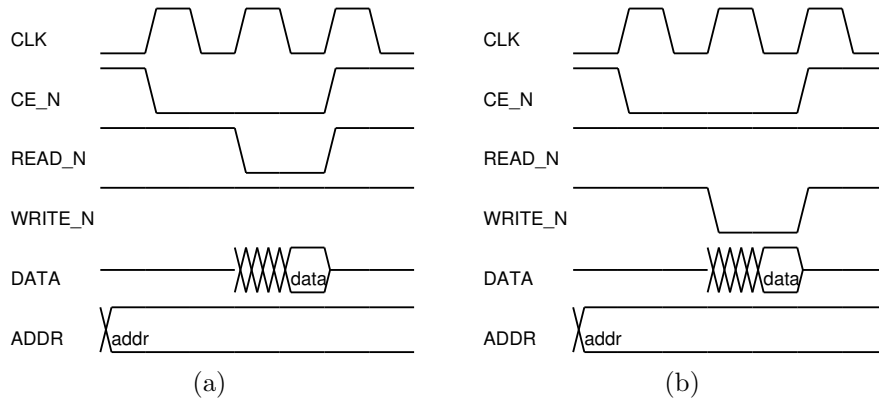 CLK
CE_N
READ_N
WRITE_N
DATA data
ADDR addr
(a)
CLK
CE_N
READ_N
WRITE_N
DATA data
ADDR addr
(b)